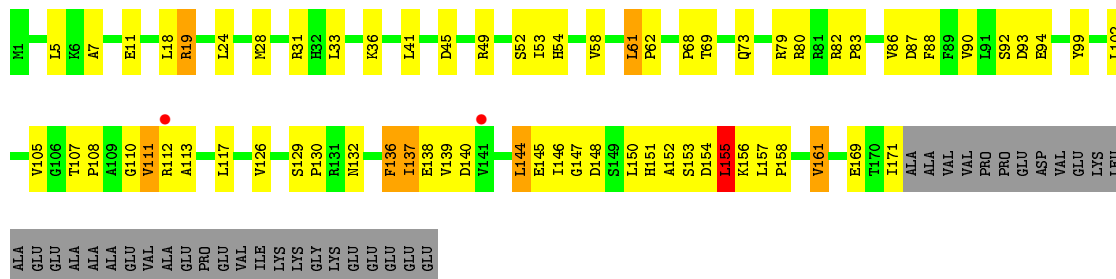 M1 L5 K6 A7 E11 L18 R19 L24 M28 R31 H32 L33 K36 L41 D45 R49 S52 I53 H54 V58 L61 P62 P68 T69 Q73 R79 R80 R81 R82 P83 V86 D87 F88 F89 V90 L91 S92 D93 E94 Y99 L102
V105 G106 T107 P108 A109 G110 V111 R112 A113 L117 V126 S129 P130 R131 N132 F136 I137 E138 V139 D140 V141 L144 E145 I146 G147 D148 S149 L150 H151 A152 S153 D154 L155 K156 L157 P158 V161 E169 T170 I171 ALA ALA VAL VAL PRO PRO GLU ASP VAL GLU LYS LEU
ALA GLU GLU ALA ALA ALA GLU VAL ALA GLU PRO GLU VAL ILE LYS LYS GLY LYS GLU GLU GLU GLU GLU